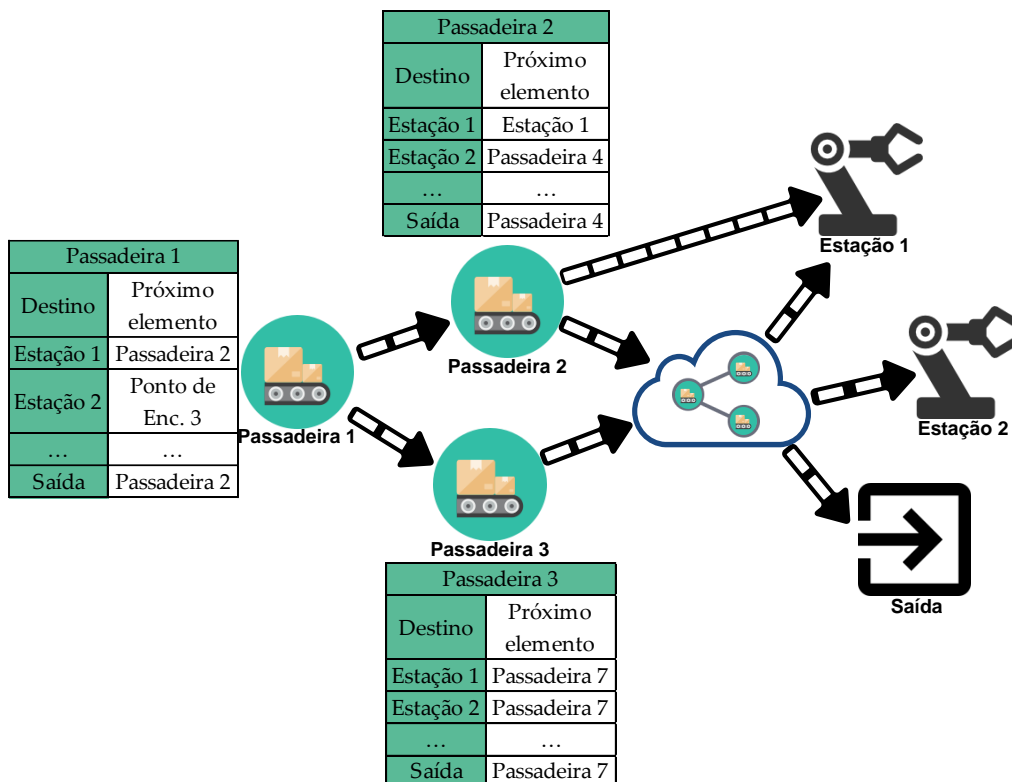 Passadeira 2
Destino
Próximo
elemento
Estação 1
Estação 1
Estação 2
Passadeira 4
…
…
Saída
Passadeira 4
Estação 1
Passadeira 1
Destino
Próximo
elemento
Estação 1
Passadeira 2
Estação 2
Ponto de
Enc. 3
…
…
Saída
Passadeira 2
Passadeira 1
Passadeira 2
Estação 2
Passadeira 3
Saída
Passadeira 3
Destino
Próximo
elemento
Estação 1
Passadeira 7
Estação 2
Passadeira 7
…
…
Saída
Passadeira 7